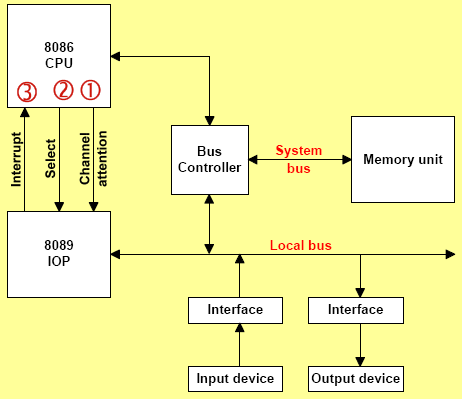 8086
CPU
③ ② ①
Interrupt
Select
Channel
attention
Bus
Controller
System
bus
Memory unit
8089
IOP
Local bus
Interface
Interface
Input device
Output device